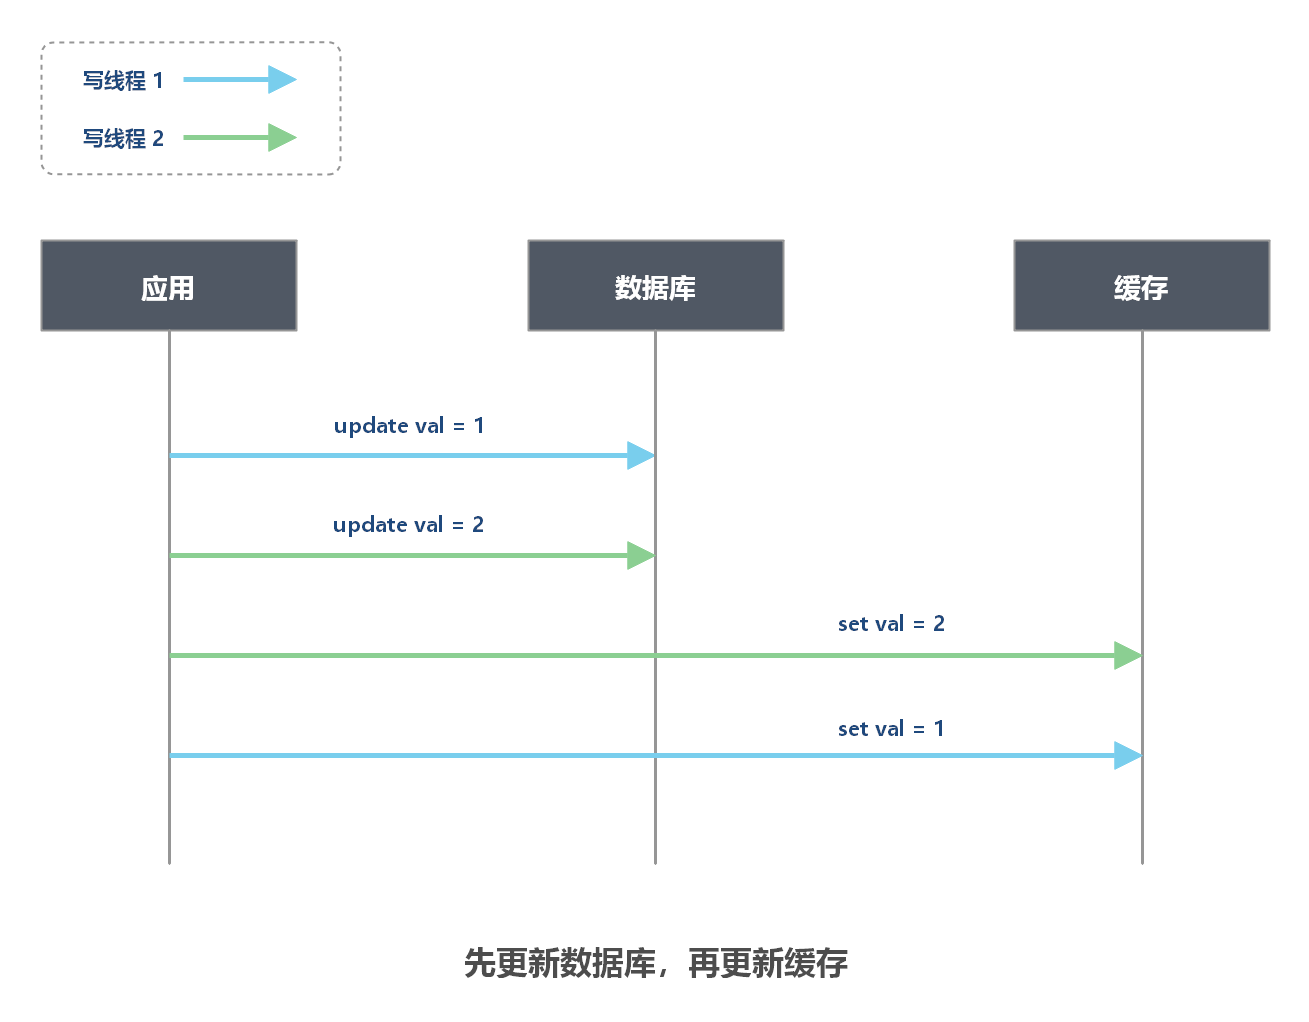 写线程 1
写线程 2
应用
数据库
缓存
update val = 1
update val = 2
set val = 2
set val = 1
先更新数据库，再更新缓存